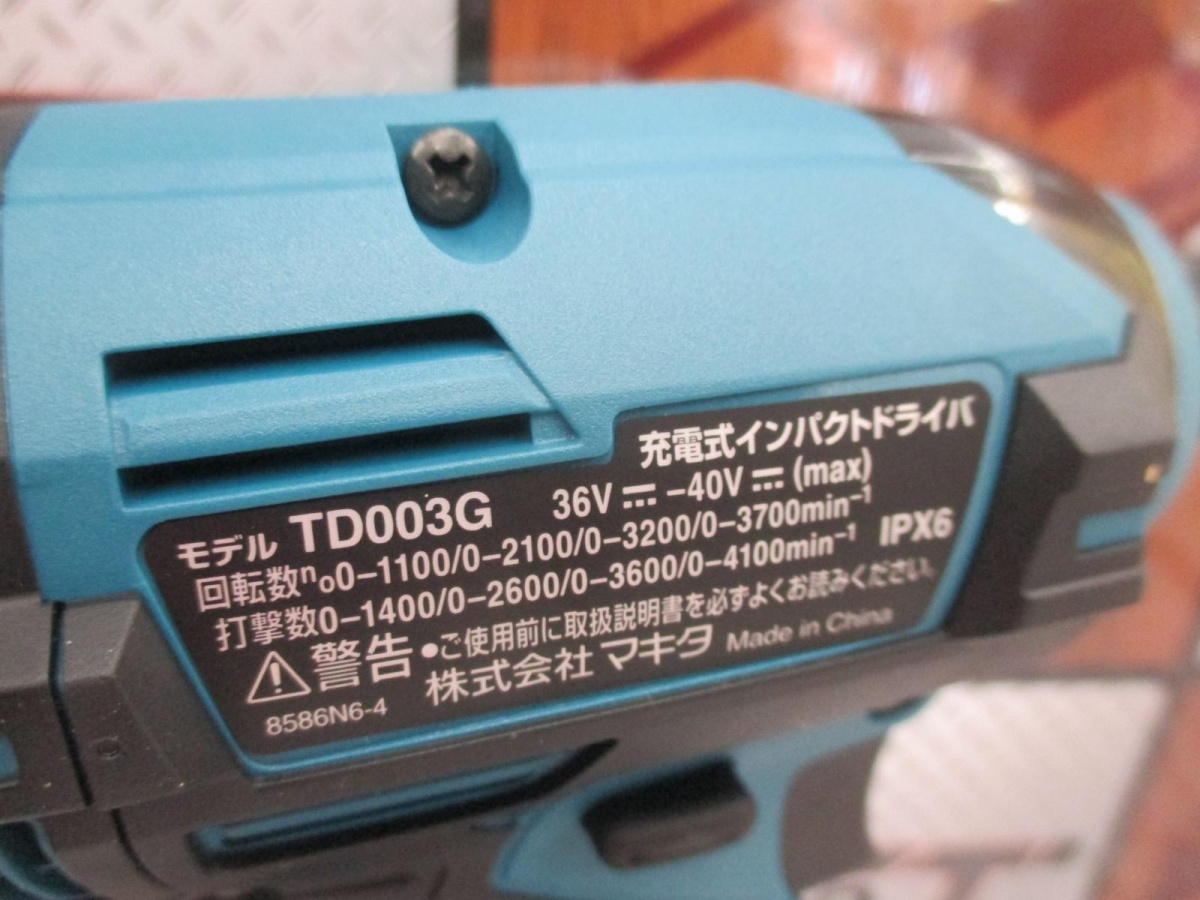 充電式インパクトドライバ
モデル TD003G 36V ⎓ -40V ⎓ (max)
回転数n₀0-1100/0-2100/0-3200/0-3700min⁻¹
打撃数0-1400/0-2600/0-3600/0-4100min⁻¹ IPX6
⚠警告 ●ご使用前に取扱説明書を必ずよくお読みください。
株式会社 マキタ Made in China
8586N6-4